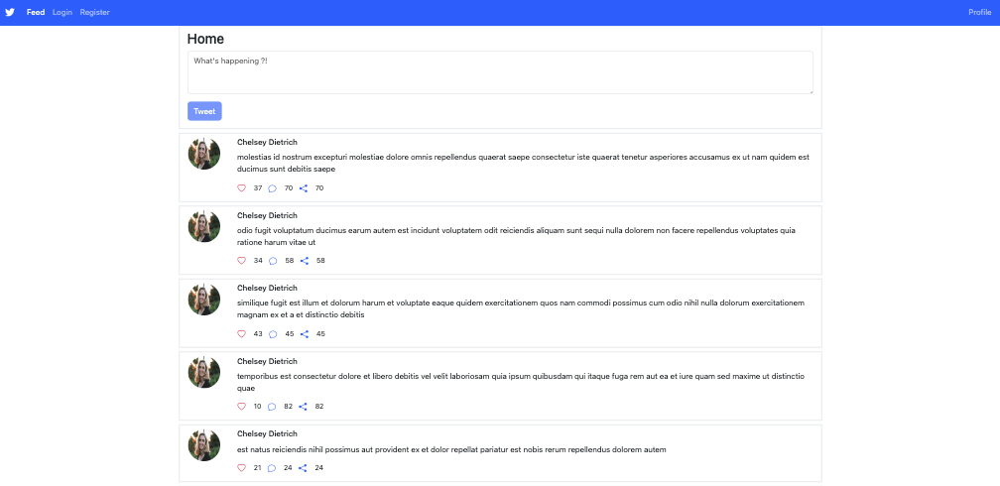 Feed Login Register Profile
Home
What's happening ?!
Tweet
Chelsey Dietrich
molestias id nostrum excepturi molestiae dolore omnis repellendus quaerat saepe consectetur iste quaerat tenetur asperiores accusamus ex ut nam quidem est
ducimus sunt debitis saepe
37 70 70
Chelsey Dietrich
odio fugit voluptatum ducimus earum autem est incidunt voluptatem odit reiciendis aliquam sunt sequi nulla dolorem non facere repellendus voluptates quia
ratione harum vitae ut
34 58 58
Chelsey Dietrich
similique fugit est illum et dolorum harum et voluptate eaque quidem exercitationem quos nam commodi possimus cum odio nihil nulla dolorum exercitationem
magnam ex et a et distinctio debitis
43 45 45
Chelsey Dietrich
temporibus est consectetur dolore et libero debitis vel velit laboriosam quia ipsum quibusdam qui itaque fuga rem aut ea et iure quam sed maxime ut distinctio
quae
10 82 82
Chelsey Dietrich
est natus reiciendis nihil possimus aut provident ex et dolor repellat pariatur est nobis rerum repellendus dolorem autem
21 24 24